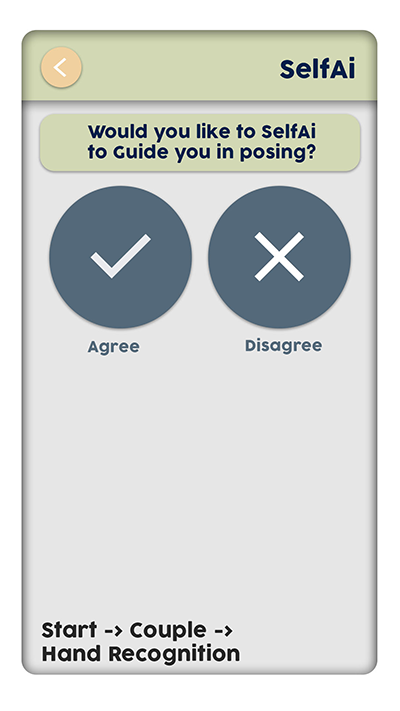 SelfAi
Would you like to SelfAi
to Guide you in posing?
Agree
Disagree
Start -> Couple ->
Hand Recognition